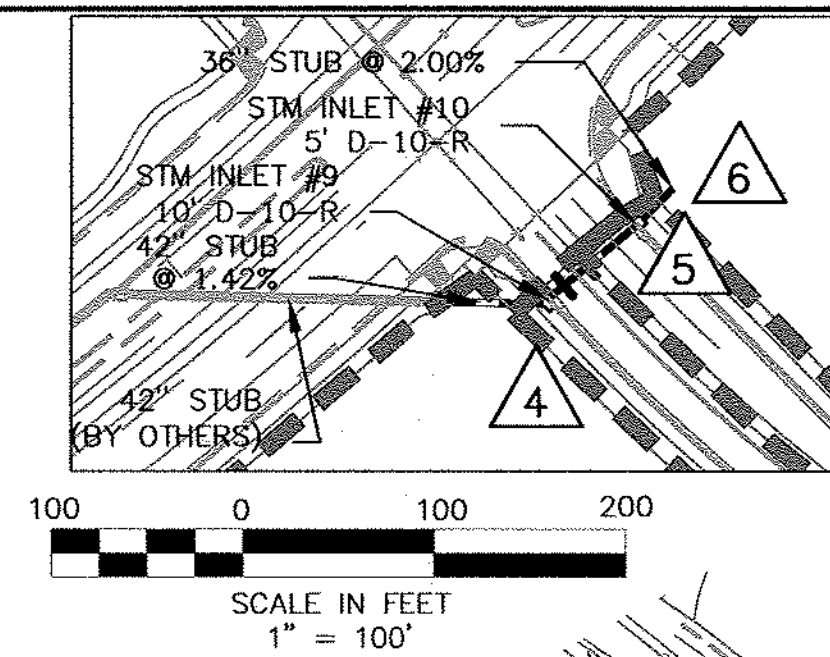 36" STUB @ 2.00%
STM INLET #10
5' D-10-R
6
STM INLET #9
10' D-10-R
42" STUB
@ 1.42%
5
4
42" STUB
(BY OTHERS)
100 0 100 200
SCALE IN FEET
1" = 100'